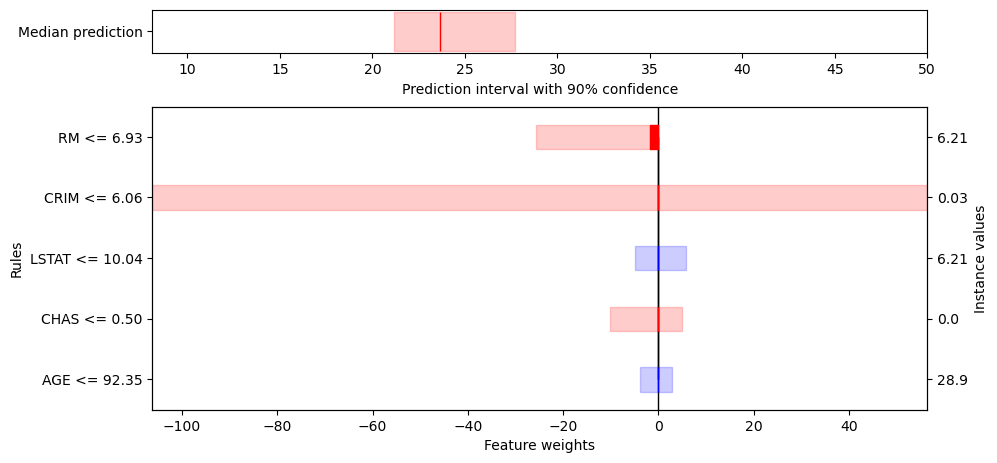 Median prediction
10 15 20 25 30 35 40 45 50
Prediction interval with 90% confidence
RM <= 6.93 6.21
CRIM <= 6.06 0.03
LSTAT <= 10.04 6.21
CHAS <= 0.50 0.0
AGE <= 92.35 28.9
Rules
Instance values
−100 −80 −60 −40 −20 0 20 40
Feature weights